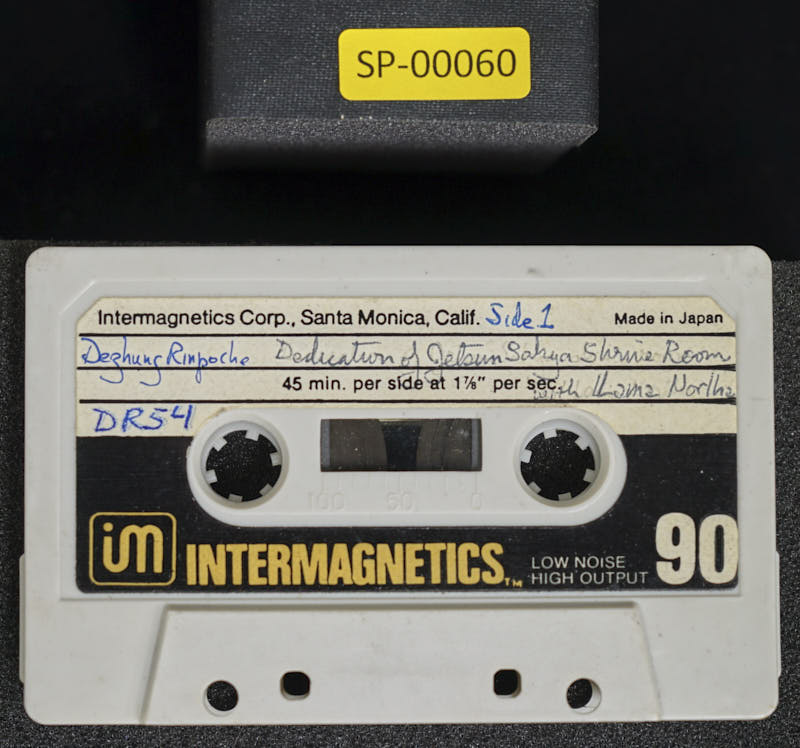 SP-00060
Intermagnetics Corp., Santa Monica, Calif. Side 1 Made in Japan
Dezhung Rinpoche Dedication of Jetsun Sakya Shrine Room
45 min. per side at 1⅞" per sec. with Lama Norlha
DR54
100 50 0
im INTERMAGNETICS TM LOW NOISE HIGH OUTPUT 90